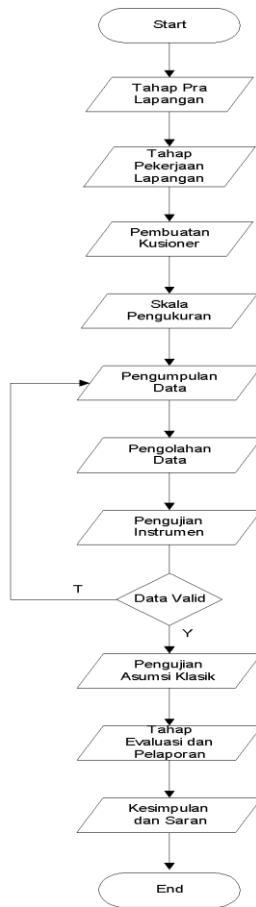 Start
Tahap Pra
Lapangan
Tahap
Pekerjaan
Lapangan
Pembuatan
Kusioner
Skala
Pengukuran
Pengumpulan
Data
Pengolahan
Data
Pengujian
Instrumen
T
Data Valid
Y
Pengujian
Asumsi Klasik
Tahap
Evaluasi dan
Pelaporan
Kesimpulan
dan Saran
End